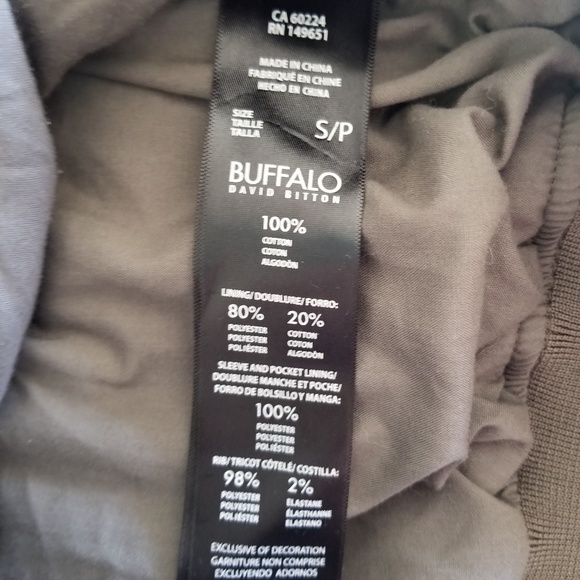 CA 60224
RN 149651
MADE IN CHINA
FABRIQUÉ EN CHINE
HECHO EN CHINA
SIZE
TAILLE
TALLA
S/P
BUFFALO
DAVID BITTON
100%
COTTON
COTON
ALGODÓN
LINING/ DOUBLURE/ FORRO:
80% 20%
POLYESTER COTTON
POLYESTER COTON
POLIÉSTER ALGODÓN
SLEEVE AND POCKET LINING/
DOUBLURE MANCHE ET POCHE/
FORRO DE BOLSILLO Y MANGA:
100%
POLYESTER
POLYESTER
POLIÉSTER
RIB/ TRICOT CÔTELÉ/ COSTILLA:
98% 2%
POLYESTER ELASTANE
POLYESTER ÉLASTHANNE
POLIÉSTER ELASTANO
EXCLUSIVE OF DECORATION
GARNITURE NON COMPRISE
EXCLUYENDO ADORNOS